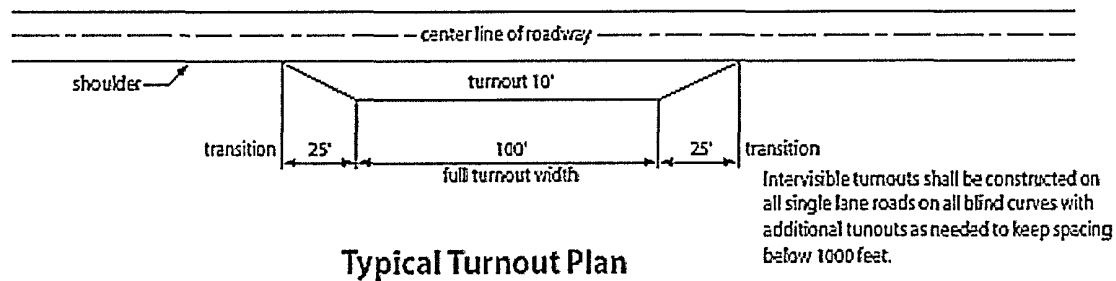 center line of roadway
shoulder
turnout 10'
transition
25'
100'
25'
transition
full turnout width
Intervisible turnouts shall be constructed on
all single lane roads on all blind curves with
additional tunouts as needed to keep spacing
below 1000 feet.
Typical Turnout Plan